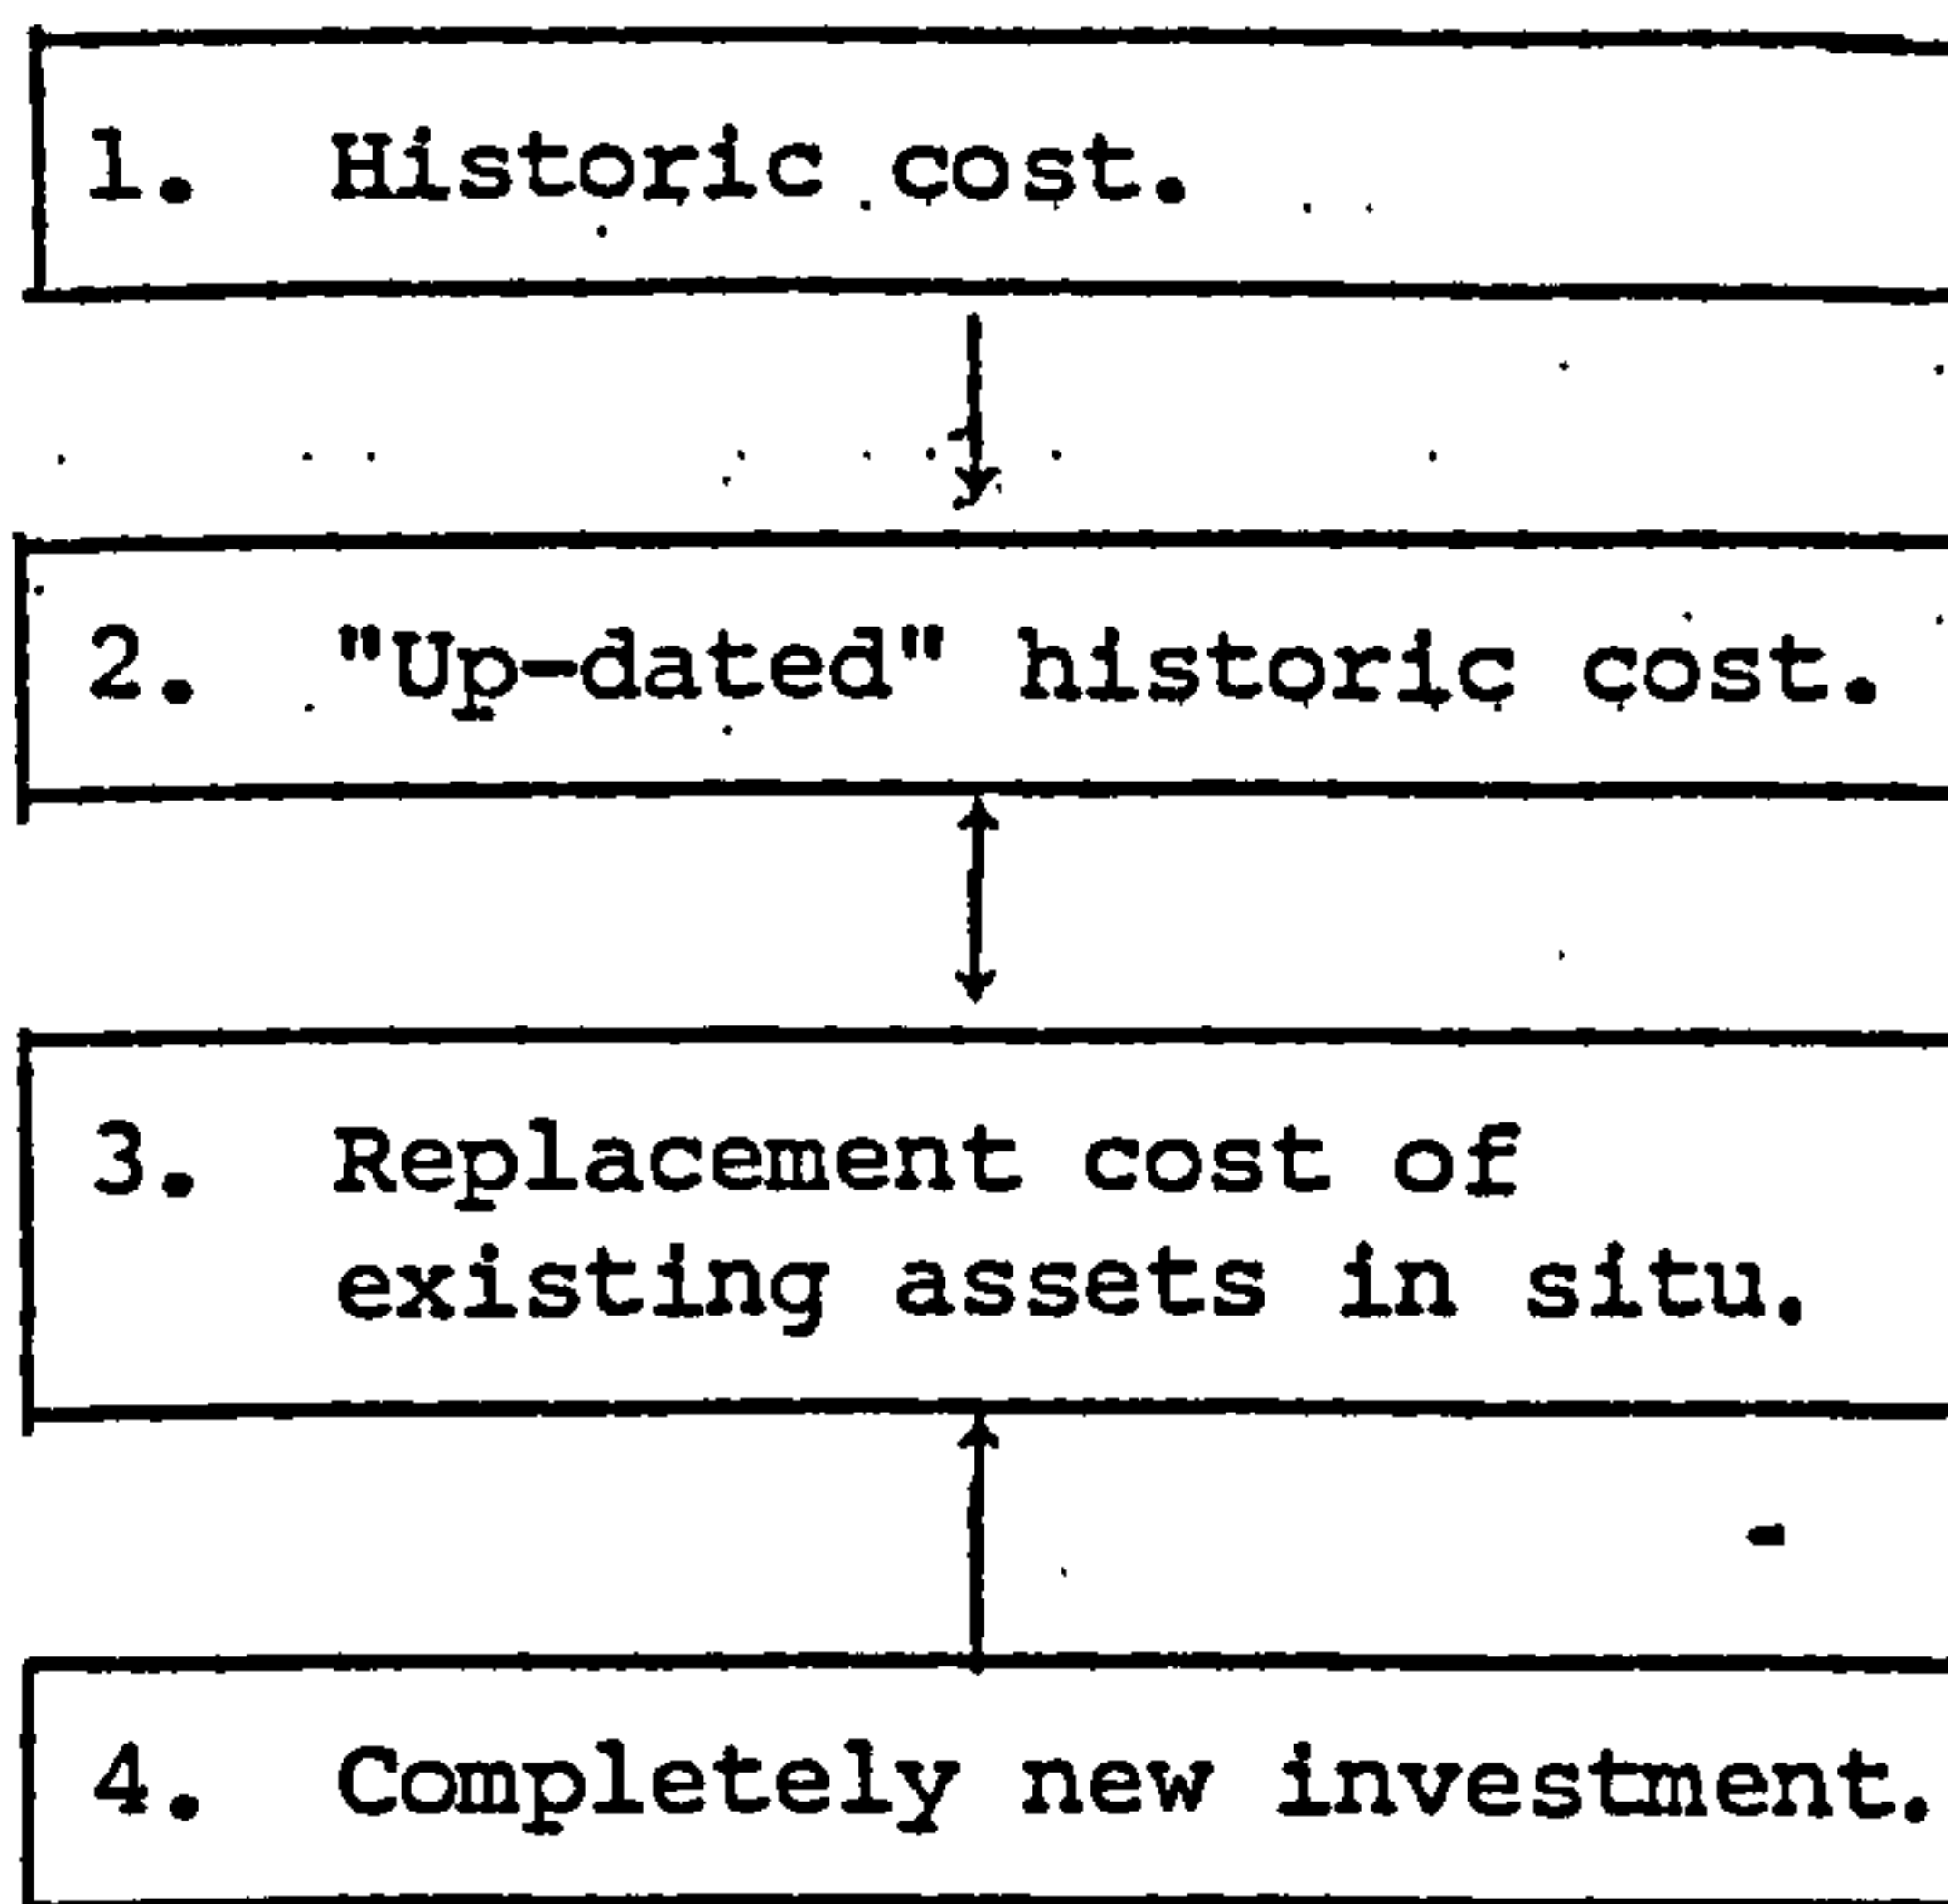 1. Historic cost.
2. "Up-dated" historic cost.
3. Replacement cost of
existing assets in situ.
4. Completely new investment.